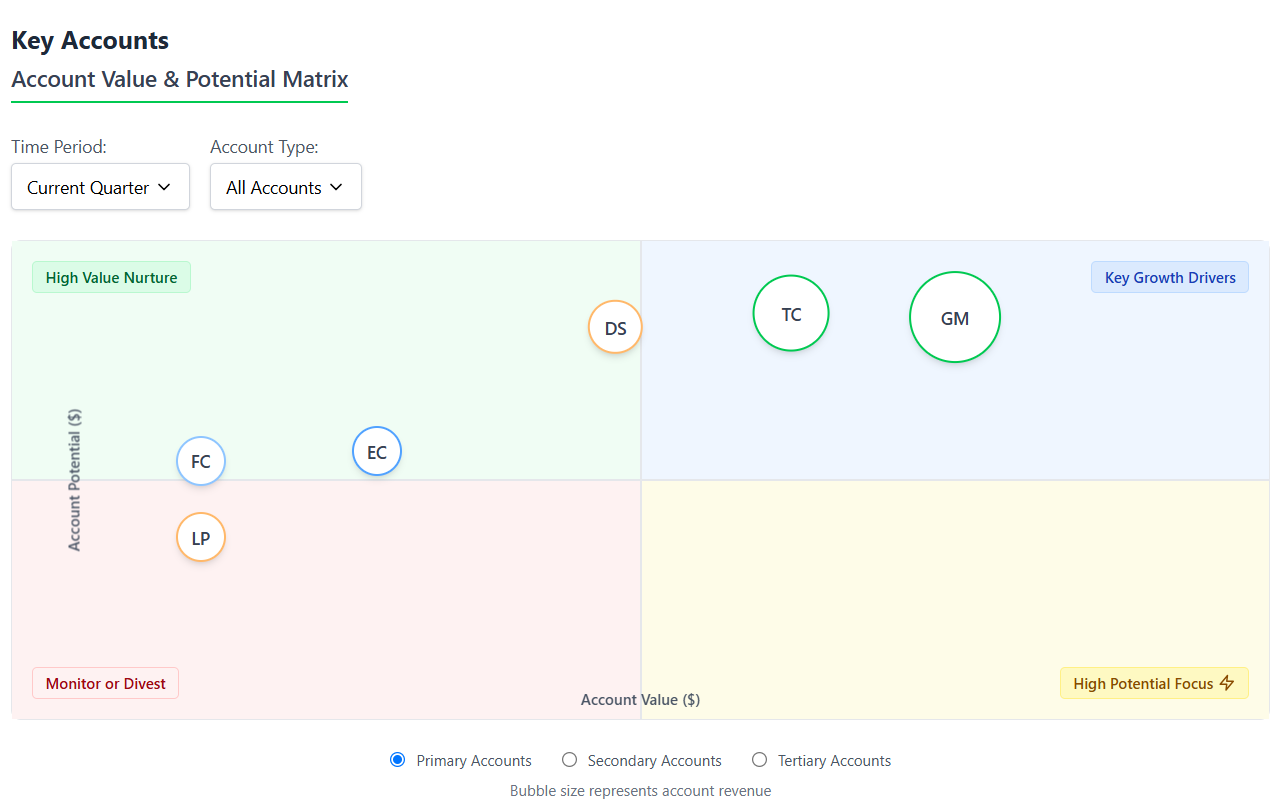 Key Accounts
Account Value & Potential Matrix
Time Period:
Account Type:
Current Quarter
All Accounts
High Value Nurture
Key Growth Drivers
DS
TC
GM
Account Potential ($)
FC
EC
LP
Monitor or Divest
High Potential Focus
Account Value ($)
Primary Accounts
Secondary Accounts
Tertiary Accounts
Bubble size represents account revenue